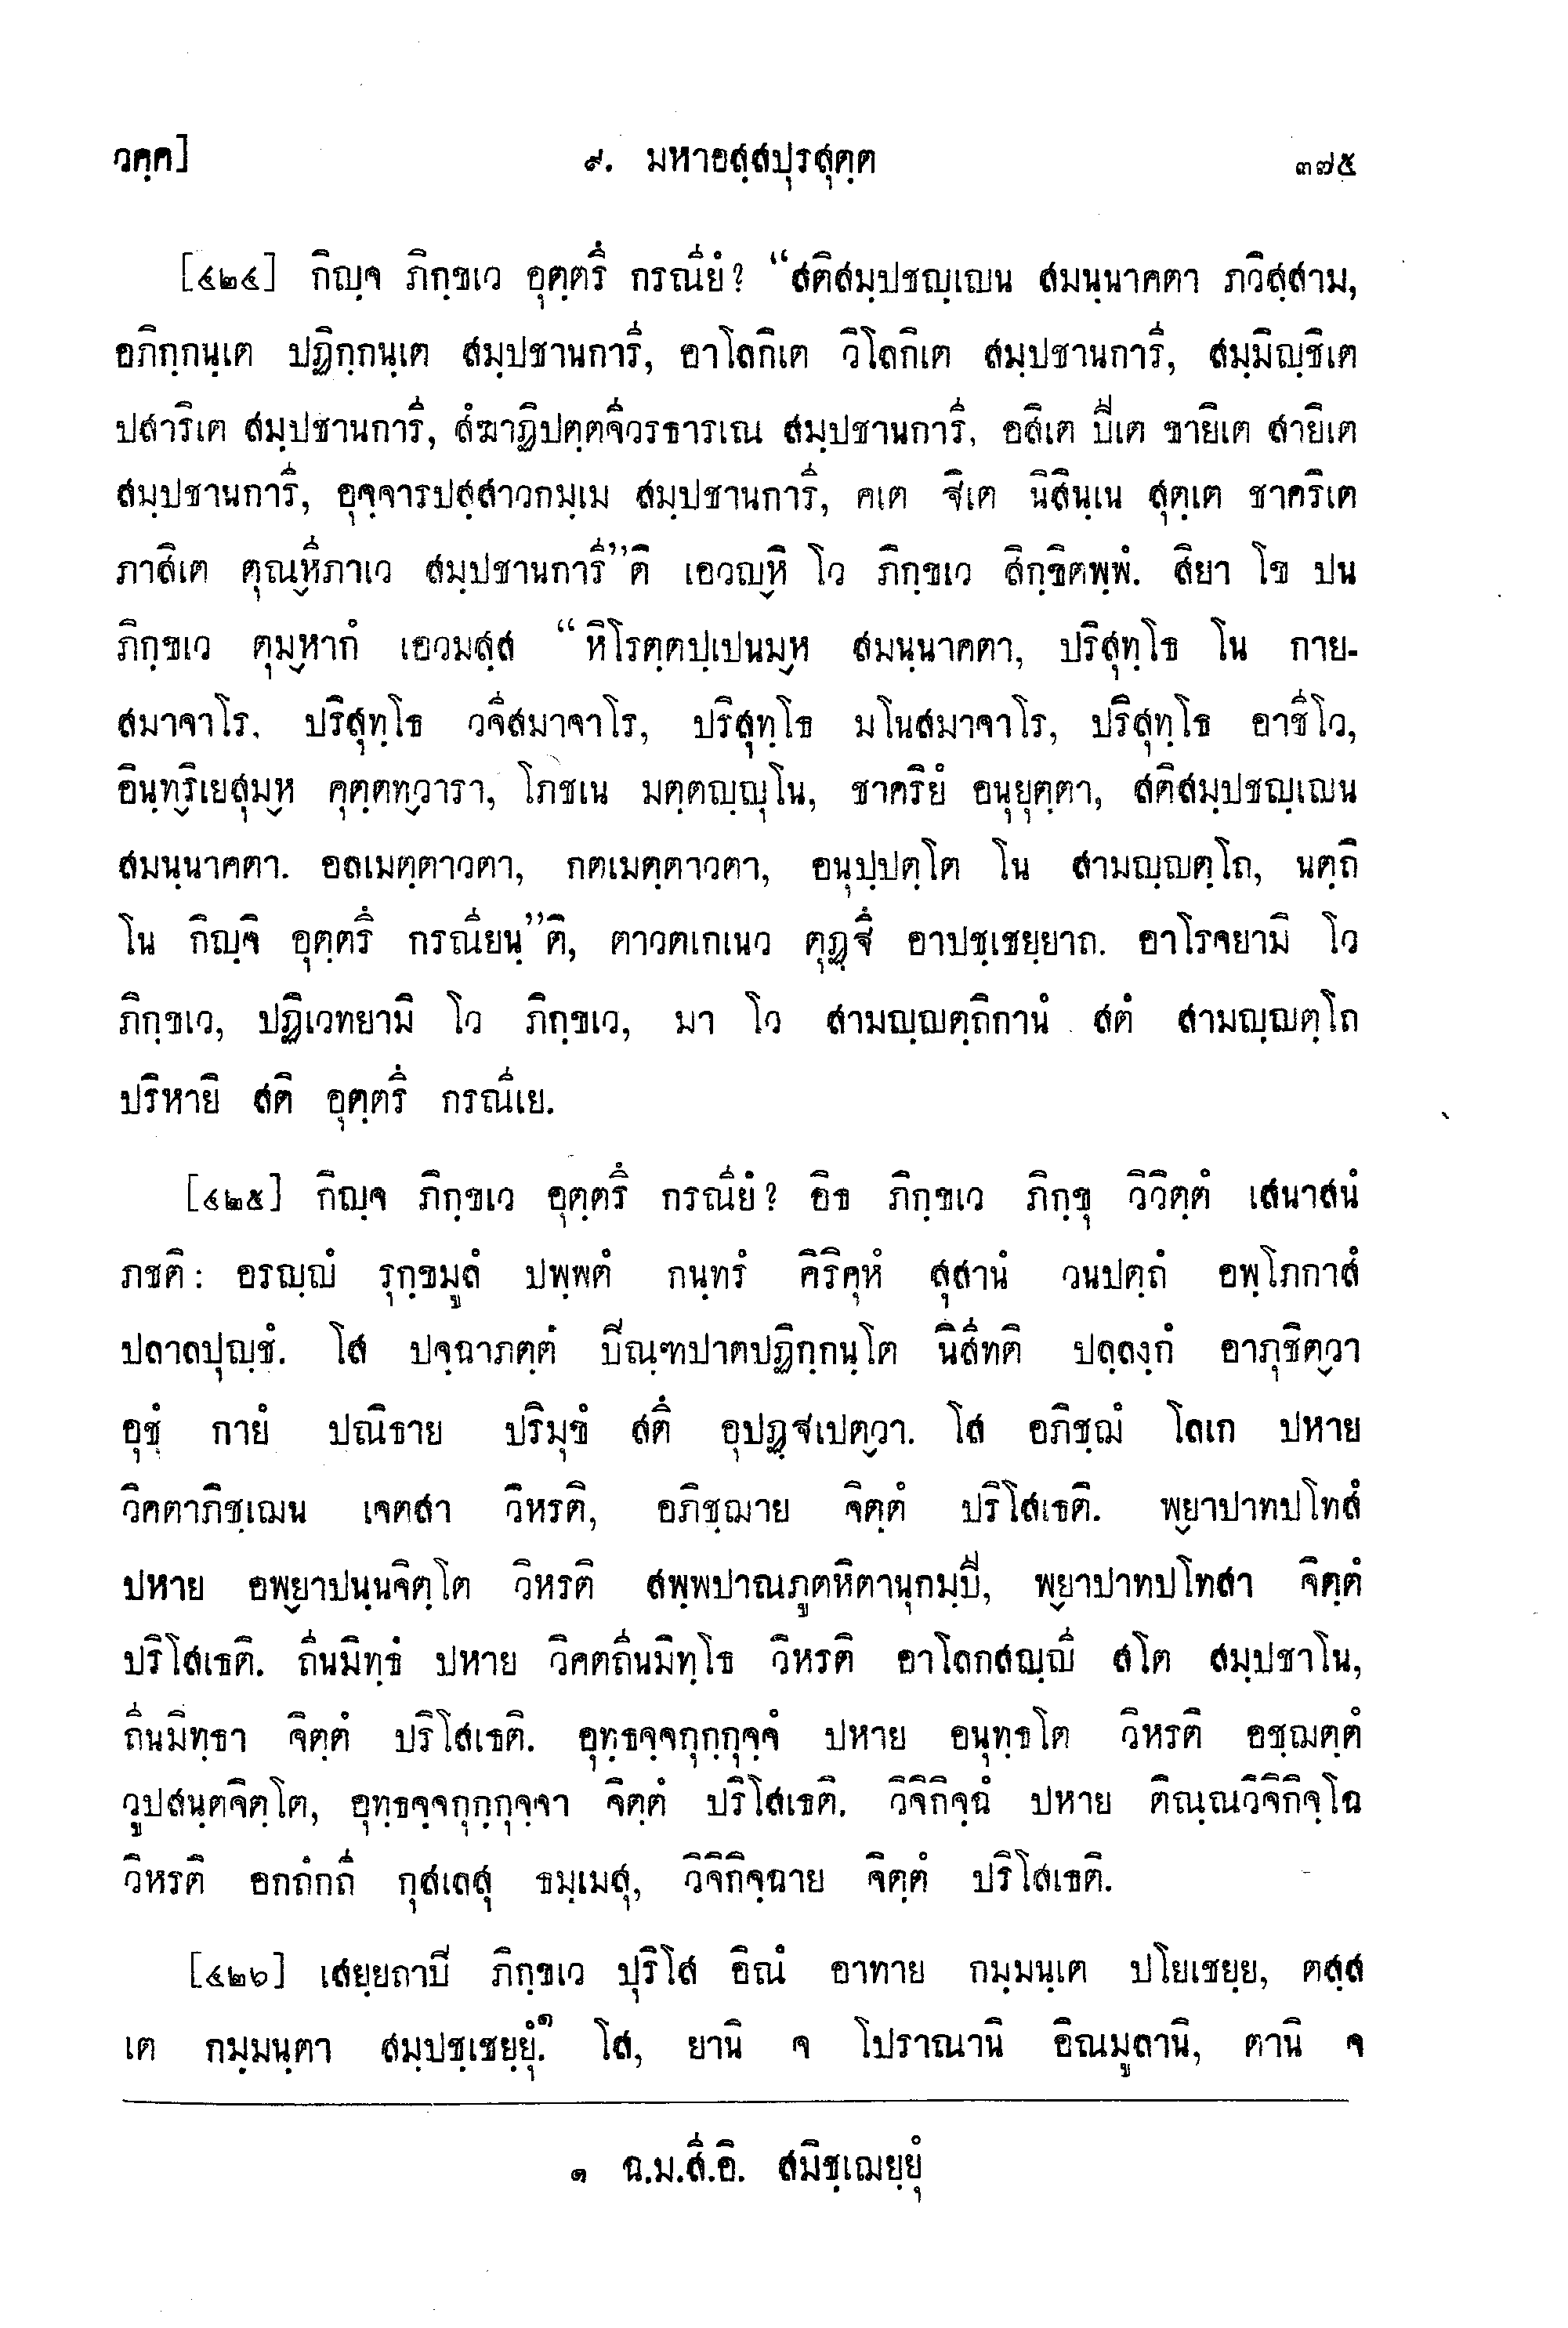 วคฺค]
๙. มหาอสฺสปุรสุตฺต
๓๗๕
[๔๒๔] กิญฺจ ภิกฺขเว อุตฺตรึ กรณียํ? “สติสมฺปชญฺเญน สมนฺนาคตา ภวิสฺสาม,
อภิกฺกนฺเต ปฏิกฺกนฺเต สมฺปชานการี, อาโลกิเต วิโลกิเต สมฺปชานการี, สมฺมิญฺชิเต
ปสาริเต สมฺปชานการี, สํฆาฏิปตฺตจีวรธารเณ สมฺปชานการี, อสิเต ปีเต ขายิเต สายิเต
สมฺปชานการี, อุจฺจารปสฺสาวกมฺเม สมฺปชานการี, คเต ฐิเต นิสินฺเน สุตฺเต ชาคริเต
ภาสิเต ตุณฺหีภาเว สมฺปชานการี”ติ เอวญฺหิ โว ภิกฺขเว สิกฺขิตพฺพํ. สิยา โข ปน
ภิกฺขเว ตุมฺหากํ เอวมสฺส “หิโรตฺตปฺเปนมฺห สมนฺนาคตา, ปริสุทฺโธ โน กาย-
สมาจาโร, ปริสุทฺโธ วจีสมาจาโร, ปริสุทฺโธ มโนสมาจาโร, ปริสุทฺโธ อาชีโว,
อินฺทฺริเยสุมฺห คุตฺตทฺวารา, โภชเน มตฺตญฺญุโน, ชาคริยํ อนุยุตฺตา, สติสมฺปชญฺเญน
สมนฺนาคตา. อลเมตฺตาวตา, กตเมตฺตาวตา, อนุปฺปตฺโต โน สามญฺญตฺโถ, นตฺถิ
โน กิญฺจิ อุตฺตรึ กรณียนฺ”ติ, ตาวตเกเนว ตุฏฺฐึ อาปชฺเชยฺยาถ. อาโรจยามิ โว
ภิกฺขเว, ปฏิเวทยามิ โว ภิกฺขเว, มา โว สามญฺญตฺถิกานํ สตํ สามญฺญตฺโถ
ปริหายิ สติ อุตฺตรึ กรณีเย.
[๔๒๕] กิญฺจ ภิกฺขเว อุตฺตรึ กรณียํ? อิธ ภิกฺขเว ภิกฺขุ วิวิตฺตํ เสนาสนํ
ภชติ: อรญฺญํ รุกฺขมูลํ ปพฺพตํ กนฺทรํ คิริคุหํ สุสานํ วนปตฺถํ อพฺโภกาสํ
ปลาลปุญฺชํ. โส ปจฺฉาภตฺตํ ปิณฺฑปาตปฏิกฺกนฺโต นิสีทติ ปลฺลงฺกํ อาภุชิตฺวา
อุชุํ กายํ ปณิธาย ปริมุขํ สตึ อุปฏฺฐเปตฺวา. โส อภิชฺฌํ โลเก ปหาย
วิคตาภิชฺเฌน เจตสา วิหรติ, อภิชฺฌาย จิตฺตํ ปริโสเธติ. พฺยาปาทปโทสํ
ปหาย อพฺยาปนฺนจิตฺโต วิหรติ สพฺพปาณภูตหิตานุกมฺปี, พฺยาปาทปโทสา จิตฺตํ
ปริโสเธติ. ถีนมิทฺธํ ปหาย วิคตถีนมิทฺโธ วิหรติ อาโลกสญฺญี สโต สมฺปชาโน,
ถีนมิทฺธา จิตฺตํ ปริโสเธติ. อุทฺธจฺจกุกฺกุจฺจํ ปหาย อนุทฺธโต วิหรติ อชฺฌตฺตํ
วูปสนฺตจิตฺโต, อุทฺธจฺจกุกฺกุจฺจา จิตฺตํ ปริโสเธติ. วิจิกิจฺฉํ ปหาย ติณฺณวิจิกิจฺโฉ
วิหรติ อกถํกถี กุสเลสุ ธมฺเมสุ, วิจิกิจฺฉาย จิตฺตํ ปริโสเธติ.
[๔๒๖] เสยฺยถาปิ ภิกฺขเว ปุริโส อิณํ อาทาย กมฺมนฺเต ปโยเชยฺย, ตสฺส
เต กมฺมนฺตา สมฺปชฺเชยฺยุํ.๑ โส, ยานิ จ โปราณานิ อิณมูลานิ, ตานิ จ
๑ ฉ.ม.สี.อิ. สมิชฺเฌยฺยุํ